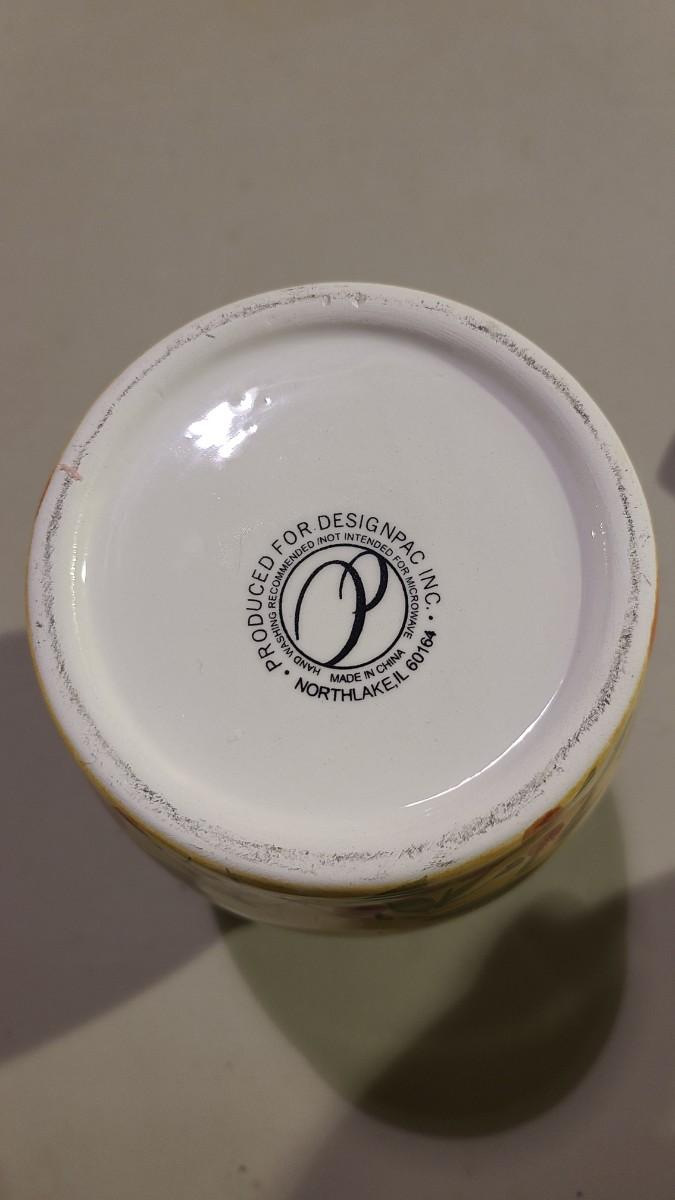 • PRODUCED FOR DESIGNPAC INC. •
NORTHLAKE,IL 60164
HAND WASHING RECOMMENDED /NOT INTENDED FOR MICROWAVE
MADE IN CHINA
P